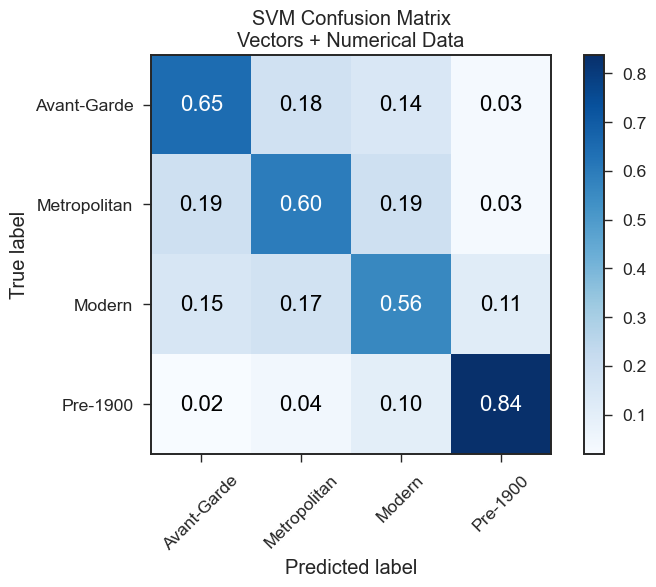 SVM Confusion Matrix
Vectors + Numerical Data
True label
Avant-Garde 0.65 0.18 0.14 0.03
Metropolitan 0.19 0.60 0.19 0.03
Modern 0.15 0.17 0.56 0.11
Pre-1900 0.02 0.04 0.10 0.84
Avant-Garde Metropolitan Modern Pre-1900
Predicted label
0.8
0.7
0.6
0.5
0.4
0.3
0.2
0.1